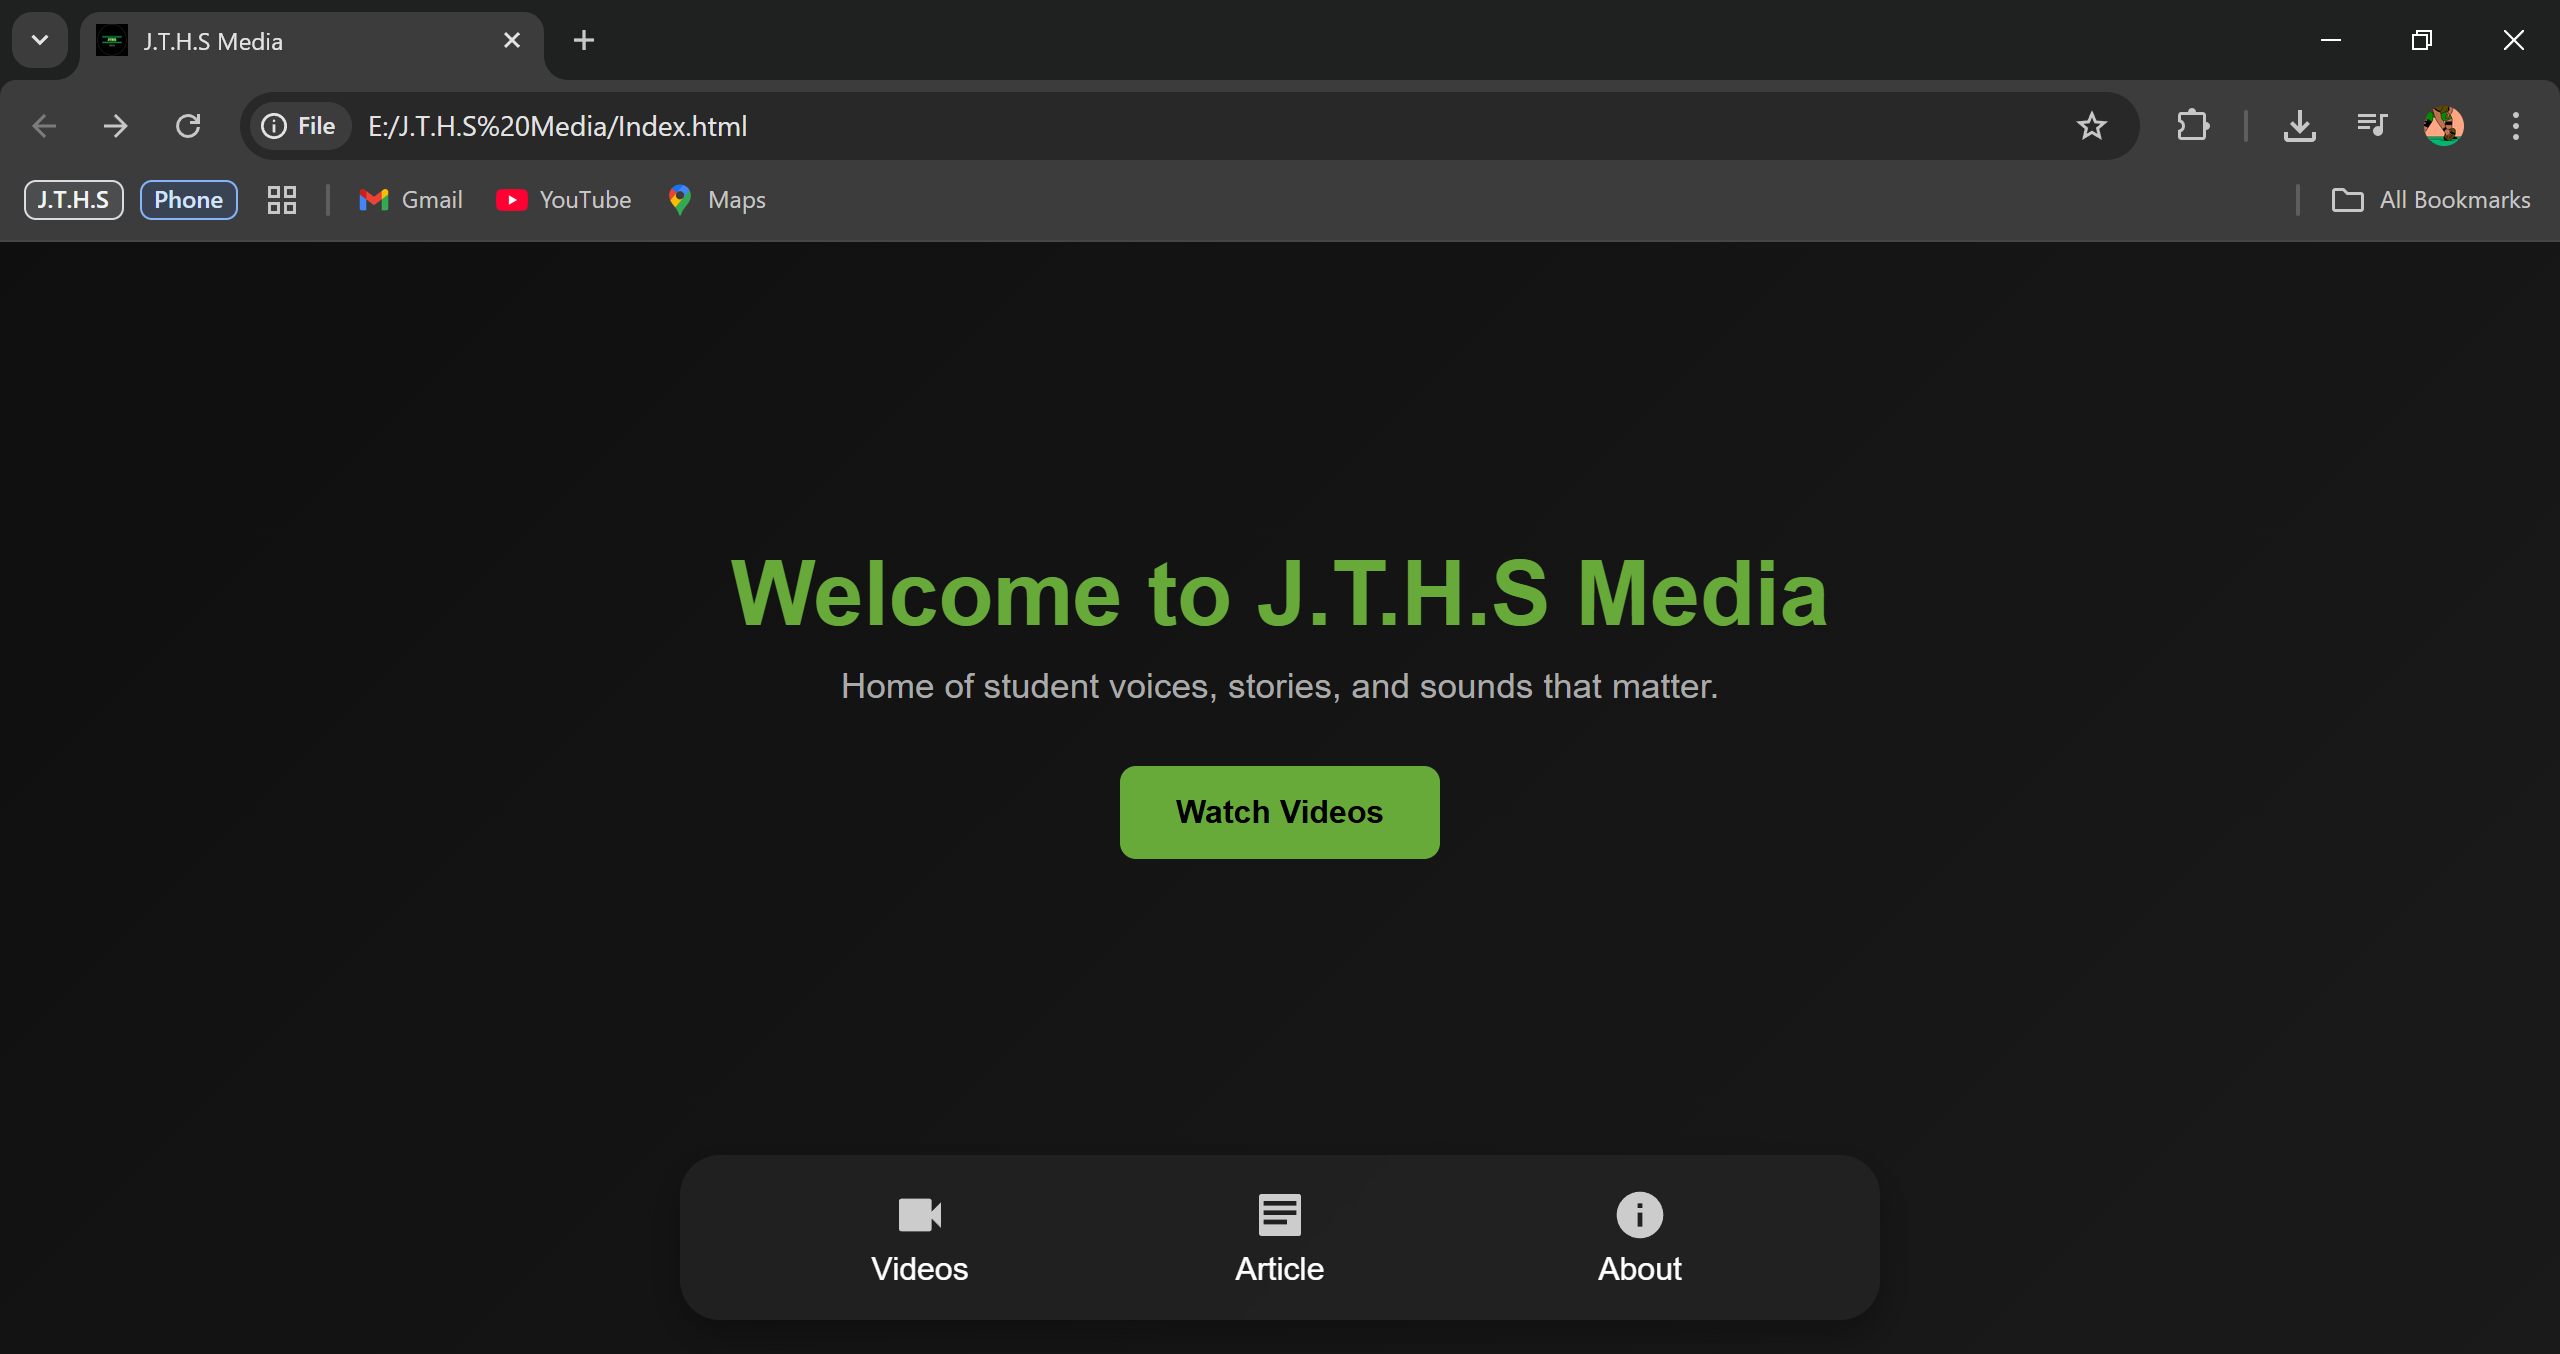 J.T.H.S Media
File E:/J.T.H.S%20Media/Index.html
J.T.H.S Phone Gmail YouTube Maps All Bookmarks
Welcome to J.T.H.S Media
Home of student voices, stories, and sounds that matter.
Watch Videos
Videos Article About